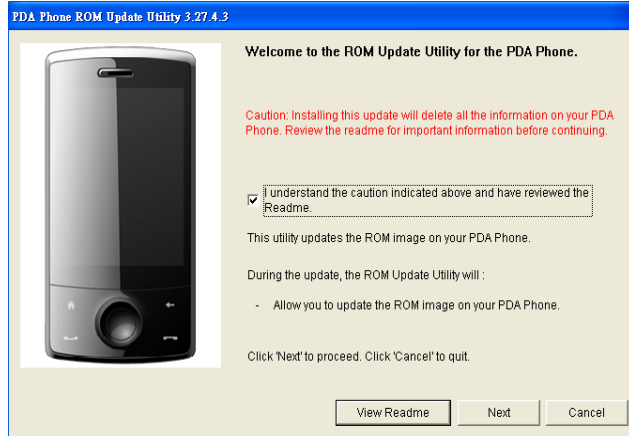 PDA Phone ROM Update Utility 3.27.4.3
Welcome to the ROM Update Utility for the PDA Phone.
Caution: Installing this update will delete all the information on your PDA
Phone. Review the readme for important information before continuing.
I understand the caution indicated above and have reviewed the
Readme.
This utility updates the ROM image on your PDA Phone.
During the update, the ROM Update Utility will :
- Allow you to update the ROM image on your PDA Phone.
Click 'Next' to proceed. Click 'Cancel' to quit.
View Readme
Next
Cancel